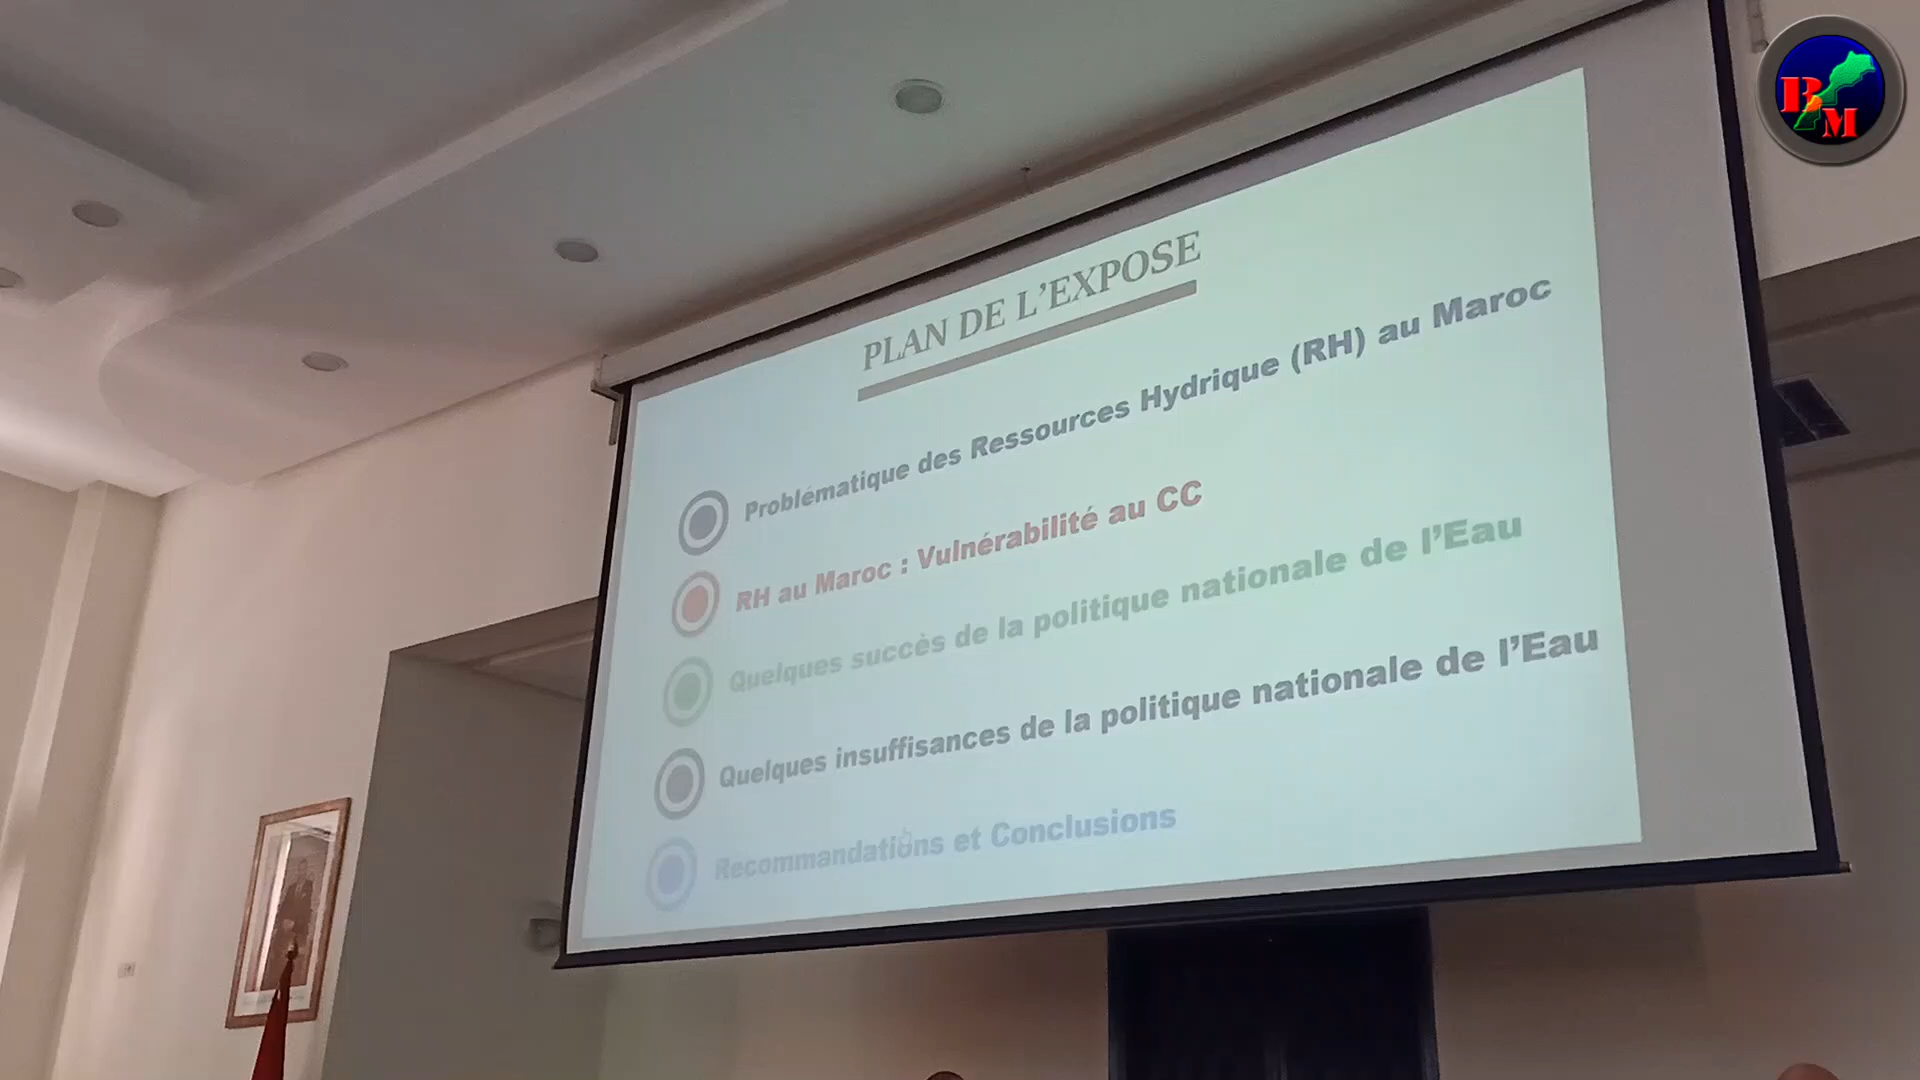 PLAN DE L'EXPOSE
Problématique des Ressources Hydrique (RH) au Maroc
RH au Maroc : Vulnérabilité au CC
Quelques succès de la politique nationale de l'Eau
Quelques insuffisances de la politique nationale de l'Eau
Recommandations et Conclusions
BM